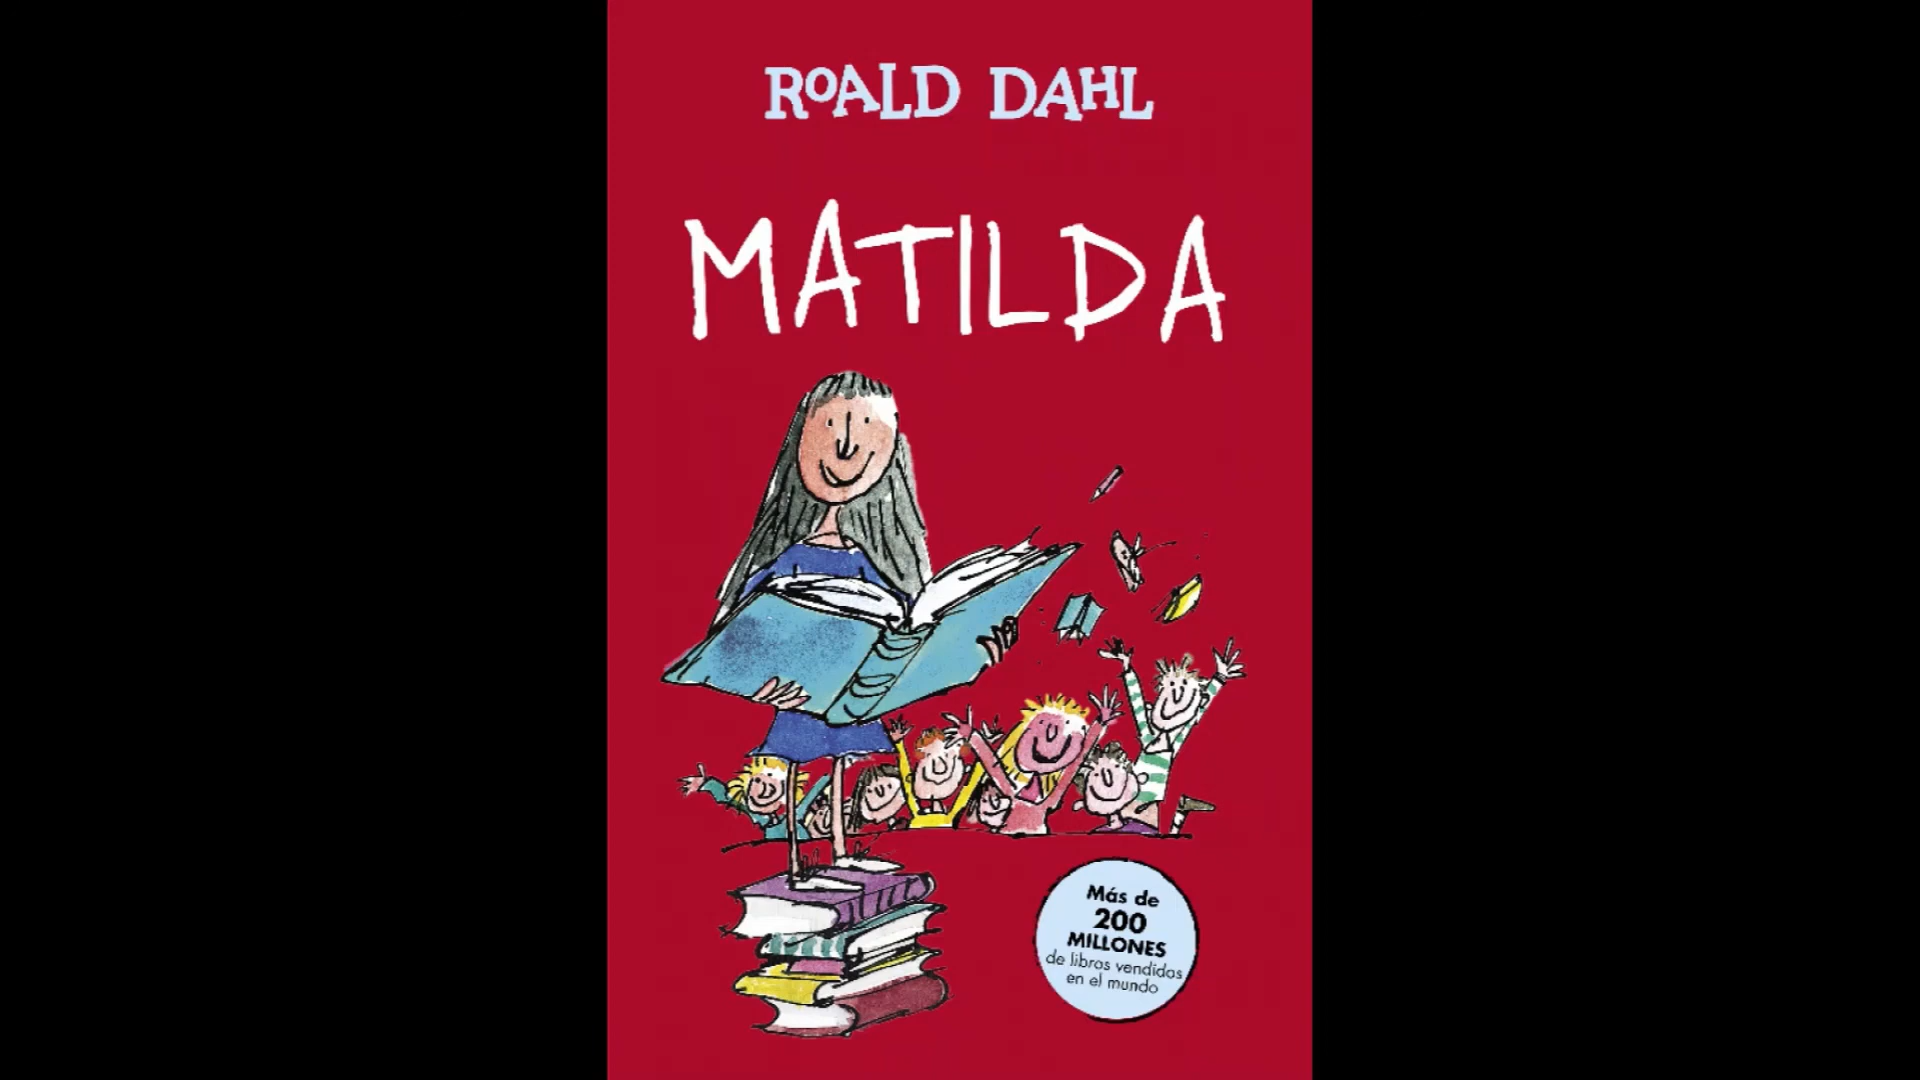 ROALD DAHL
MATILDA
Más de
200
MILLONES
de libros vendidos
en el mundo